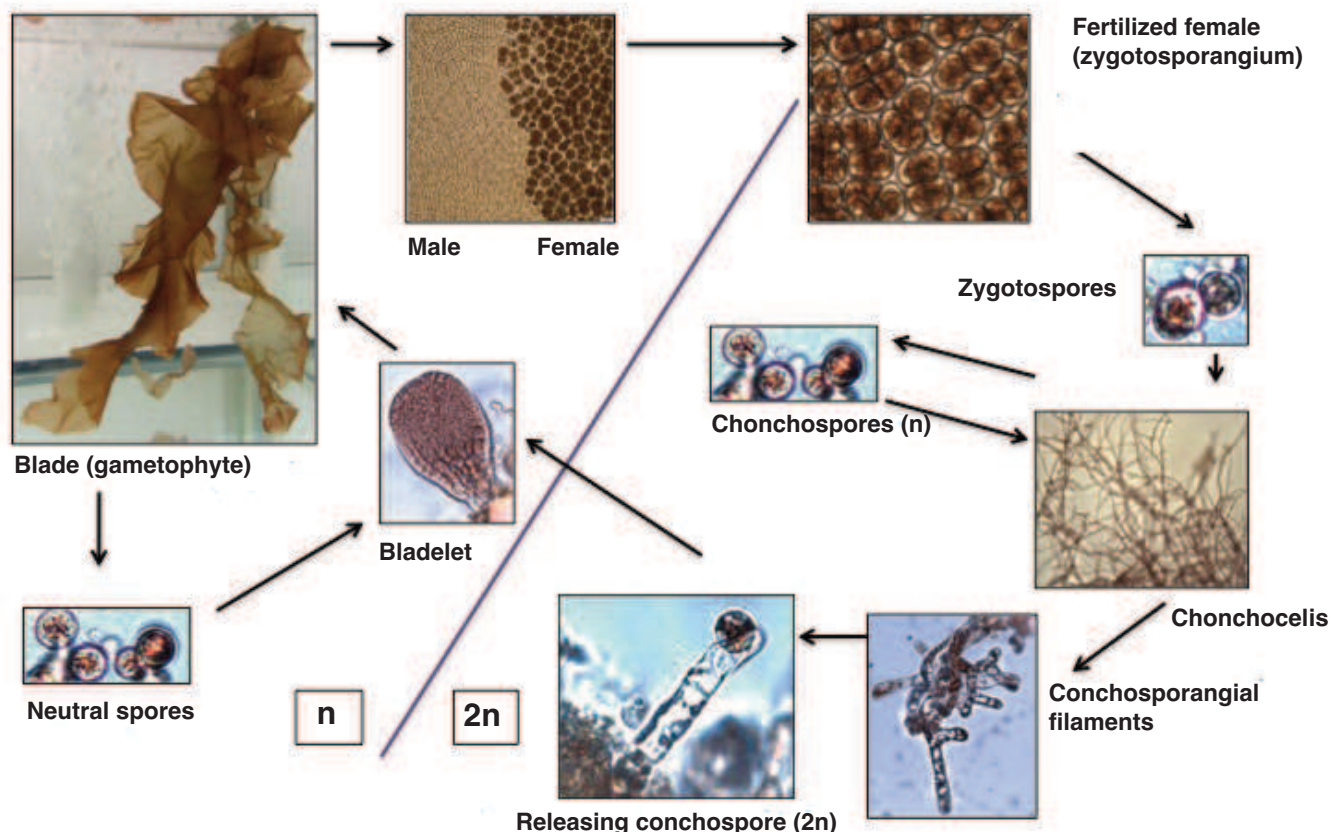 Fertilized female
(zygotosporangium)
Male
Female
Zygotospores
Chonchospores (n)
Blade (gametophyte)
Bladelet
Chonchocelis
Neutral spores
n
2n
Conchosporangial
filaments
Releasing conchospore (2n)